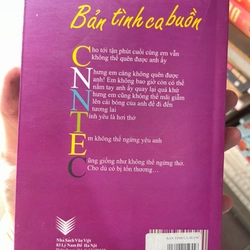 Bản tình ca buồn
Cho tới tận phút cuối cùng em vẫn
không thể quên được anh ấy
Nhưng em càng không quên được
anh! Em không bao giờ còn có thể
nắm tay anh ấy quay lại quá khứ
Nhưng em cũng không thể mãi giẫm
lên cái bóng của anh để đi đến
tương lai
Tình yêu là hơi thở
Em không thể ngừng yêu anh
Cũng giống như không thể ngừng thở.
Cho dù có bị tổn thương...
Nhà Sách Văn Việt